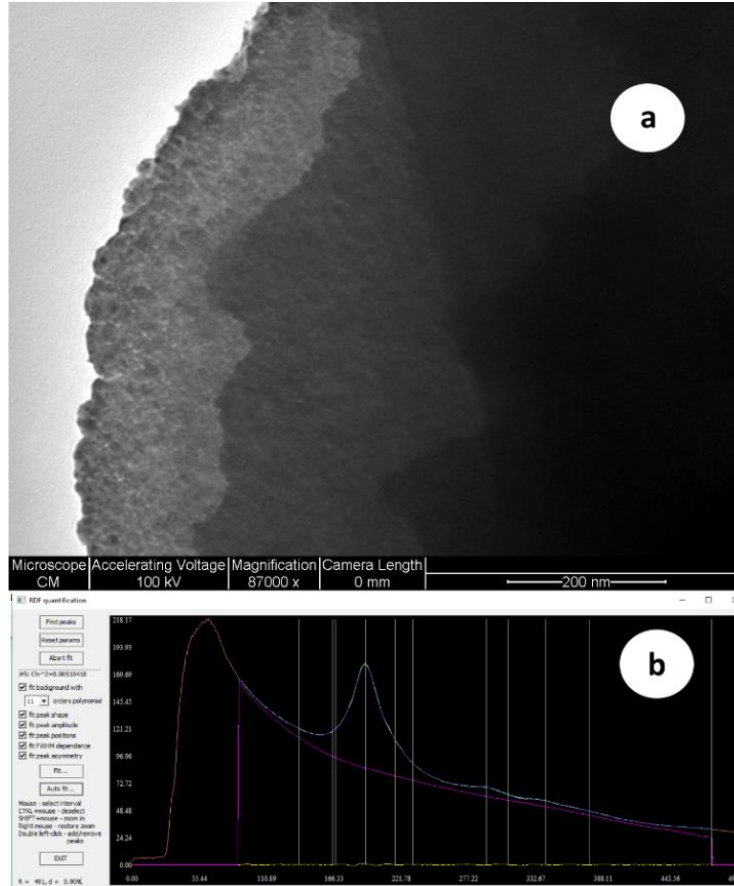 a
Microscope Accelerating Voltage Magnification Camera Length
CM 100 kV 87000 x 0 mm 200 nm
RDF quantification
b
Find peaks
Reset params
Abort fit
fit background with
11 orders polynomial
fit peak shape
fit peak amplitude
fit peak positions
fit FWHM dependance
fit peak asymmetry
Fit...
Auto fit...
Mouse - select interval
CTRL+mouse - deselect
SHIFT+mouse - zoom in
Right mouse - restore zoom
Double left-click - add/remove
peaks
EXIT
218.17
193.93
169.69
145.45
121.21
96.96
72.72
48.48
24.24
0.00
0.00 55.44 110.89 166.33 221.78 277.22 332.67 388.11 443.56